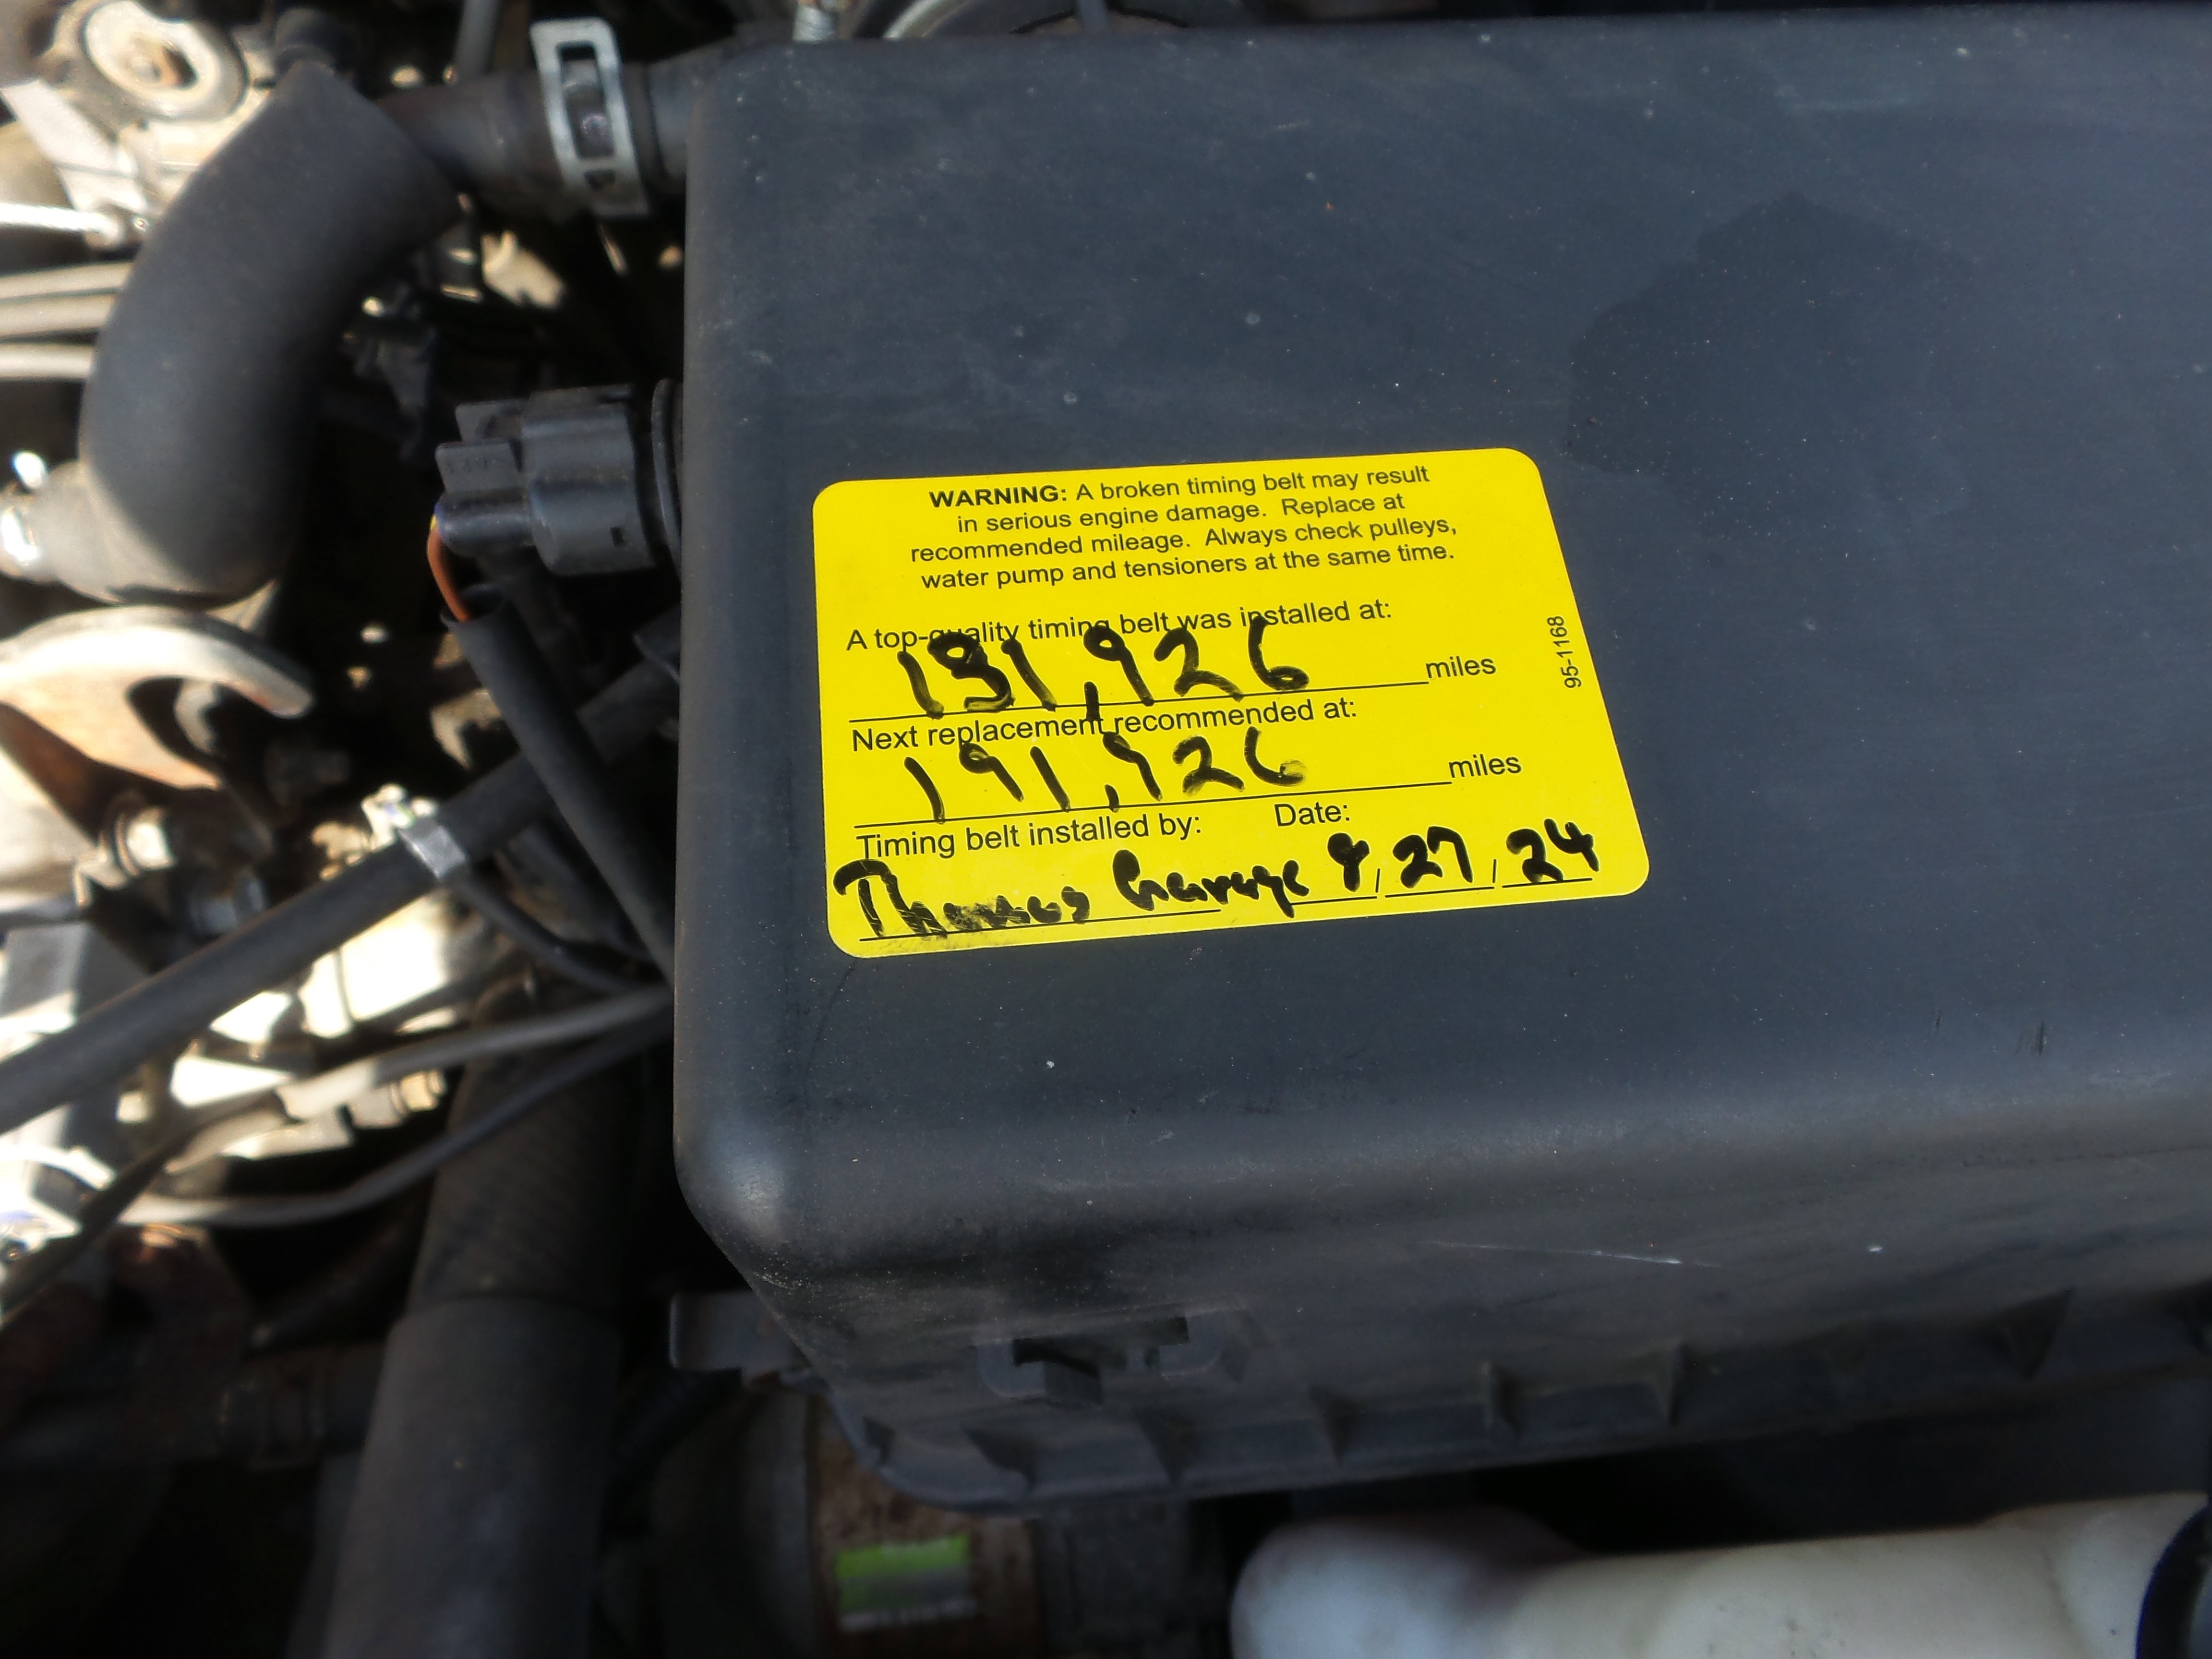 WARNING: A broken timing belt may result
in serious engine damage. Replace at
recommended mileage. Always check pulleys,
water pump and tensioners at the same time.
A top-quality timing belt was installed at:
131,926 miles
Next replacement recommended at:
191,926 miles
Timing belt installed by: Date:
Thomas Garage 8/27/24
95-1168